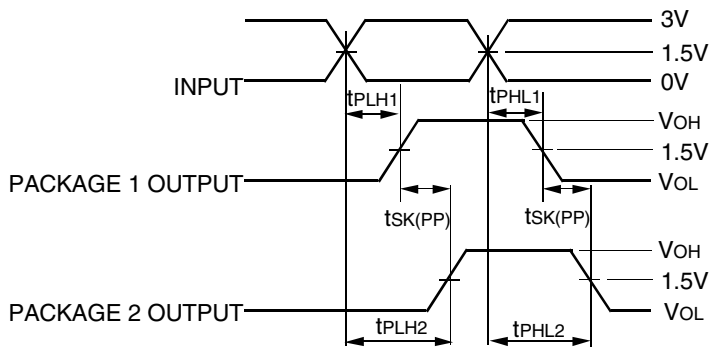 3V
1.5V
INPUT
0V
tPLH1
tPHL1
VOH
1.5V
PACKAGE 1 OUTPUT
VOL
tSK(PP)
tSK(PP)
VOH
1.5V
PACKAGE 2 OUTPUT
VOL
tPLH2
tPHL2